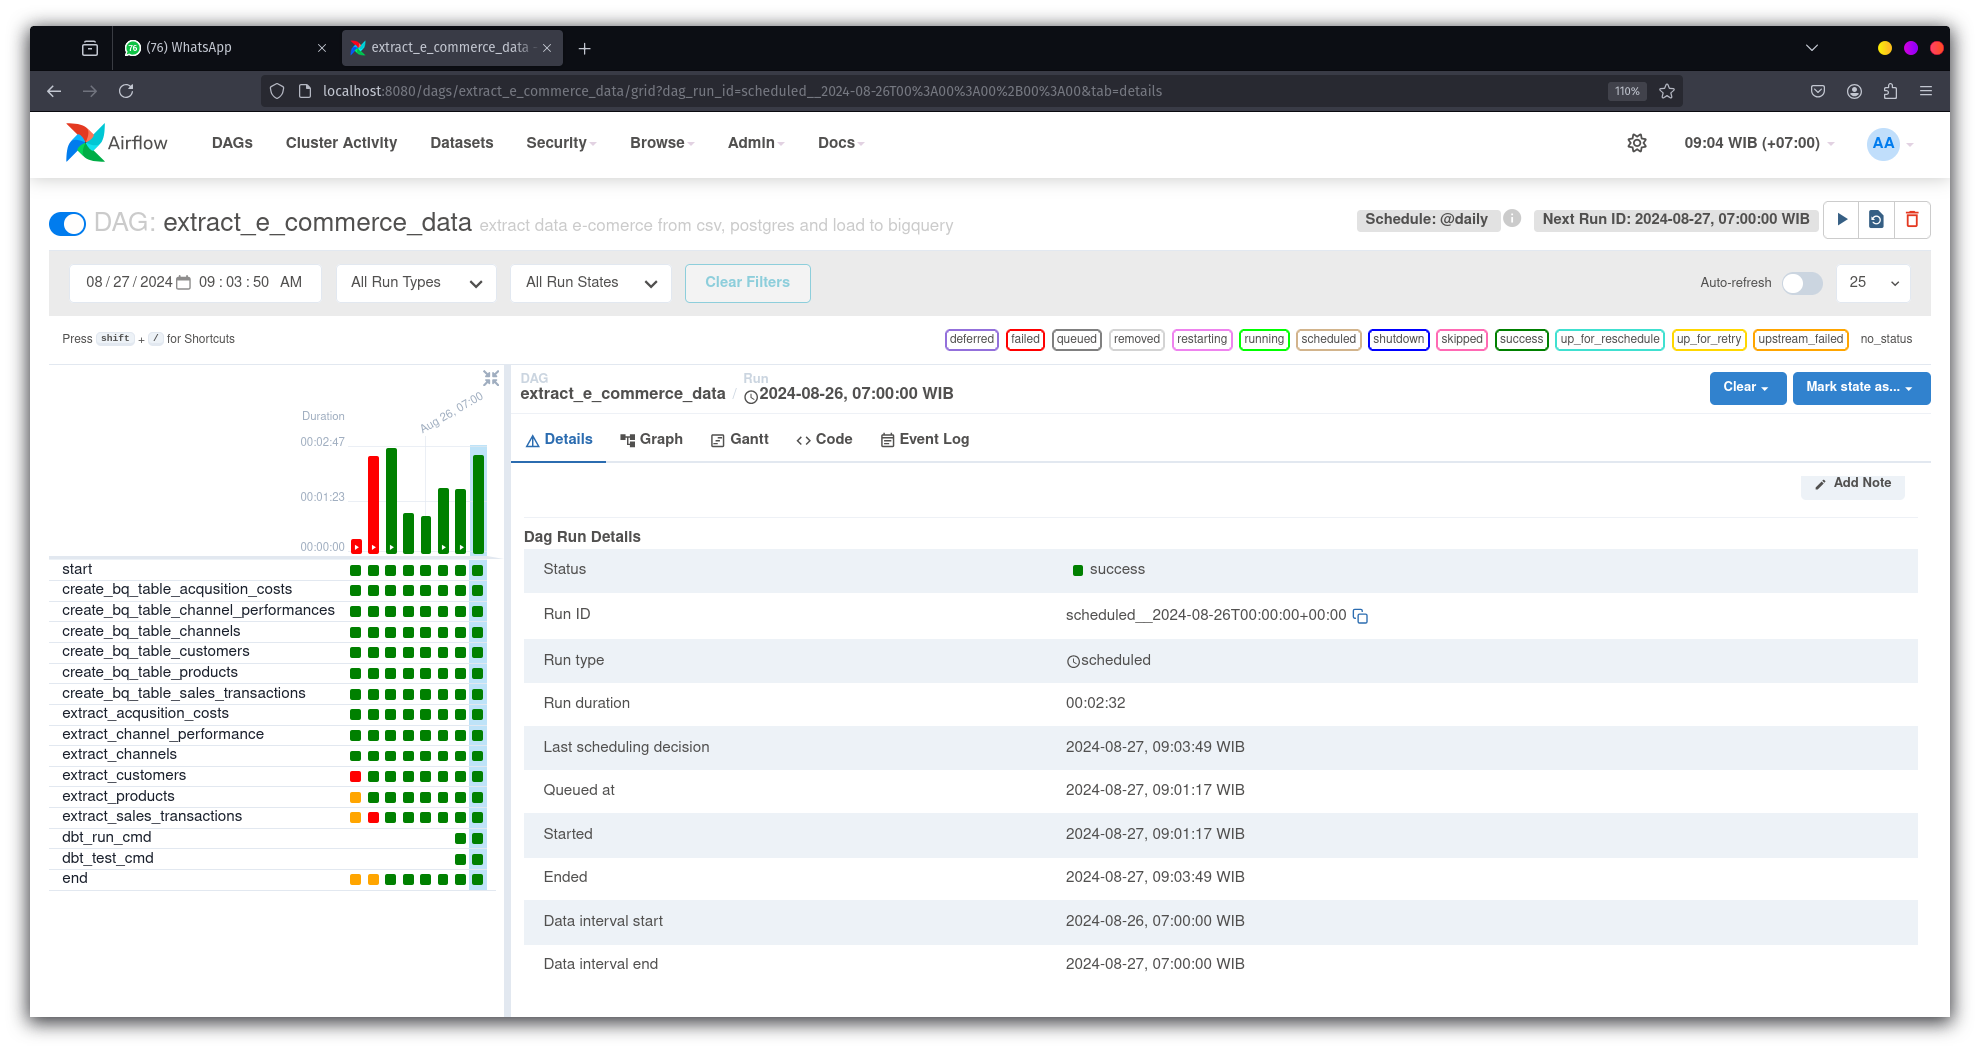 76 (76) WhatsApp
extract_e_commerce_data -
localhost:8080/dags/extract_e_commerce_data/grid?dag_run_id=scheduled__2024-08-26T00%3A00%3A00%2B00%3A00&tab=details 110%
Airflow DAGs Cluster Activity Datasets Security Browse Admin Docs 09:04 WIB (+07:00) AA
DAG: extract_e_commerce_data extract data e-comerce from csv, postgres and load to bigquery
Schedule: @daily i Next Run ID: 2024-08-27, 07:00:00 WIB
08/27/2024 09:03:50 AM All Run Types All Run States Clear Filters Auto-refresh 25
Press shift + / for Shortcuts
deferred failed queued removed restarting running scheduled shutdown skipped success up_for_reschedule up_for_retry upstream_failed no_status
Duration
Aug 26, 07:00
00:02:47
00:01:23
00:00:00
start
create_bq_table_acqusition_costs
create_bq_table_channel_performances
create_bq_table_channels
create_bq_table_customers
create_bq_table_products
create_bq_table_sales_transactions
extract_acqusition_costs
extract_channel_performance
extract_channels
extract_customers
extract_products
extract_sales_transactions
dbt_run_cmd
dbt_test_cmd
end
DAG
extract_e_commerce_data /
Run
2024-08-26, 07:00:00 WIB
Clear Mark state as...
Details Graph Gantt Code Event Log
Add Note
Dag Run Details
Status success
Run ID scheduled__2024-08-26T00:00:00+00:00
Run type scheduled
Run duration 00:02:32
Last scheduling decision 2024-08-27, 09:03:49 WIB
Queued at 2024-08-27, 09:01:17 WIB
Started 2024-08-27, 09:01:17 WIB
Ended 2024-08-27, 09:03:49 WIB
Data interval start 2024-08-26, 07:00:00 WIB
Data interval end 2024-08-27, 07:00:00 WIB